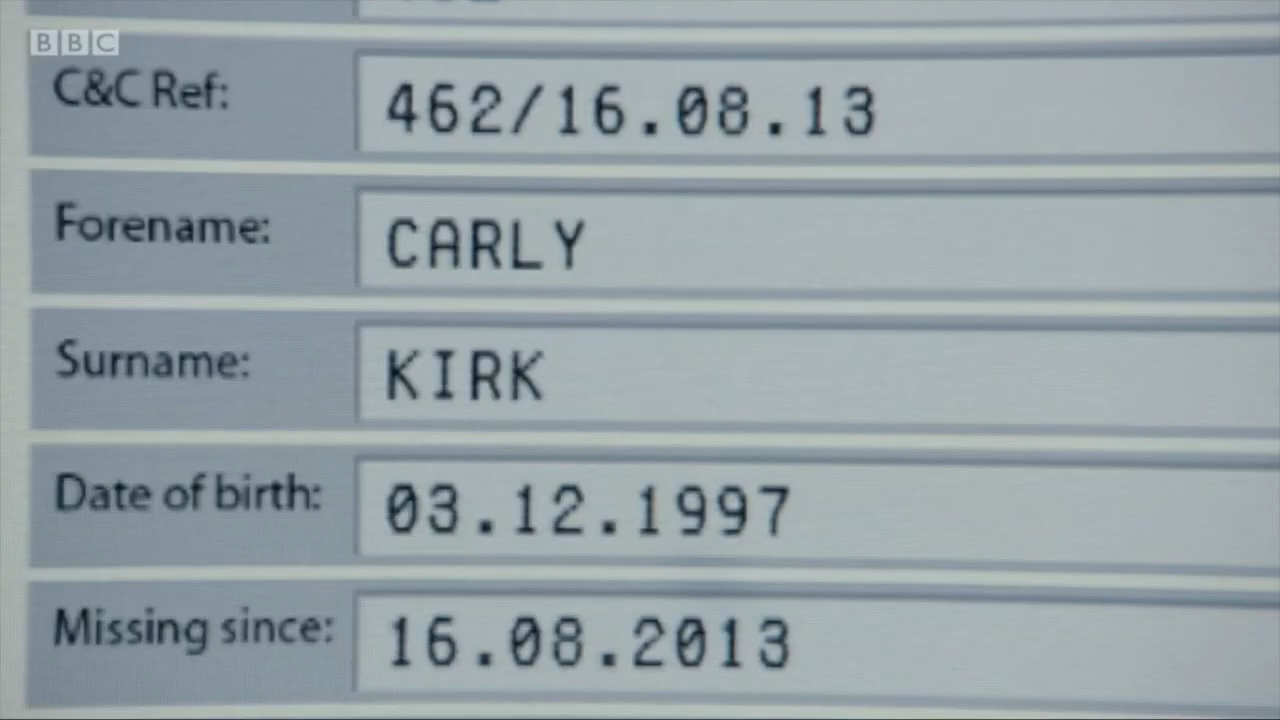 BBC
C&C Ref: 462/16.08.13
Forename: CARLY
Surname: KIRK
Date of birth: 03.12.1997
Missing since: 16.08.2013